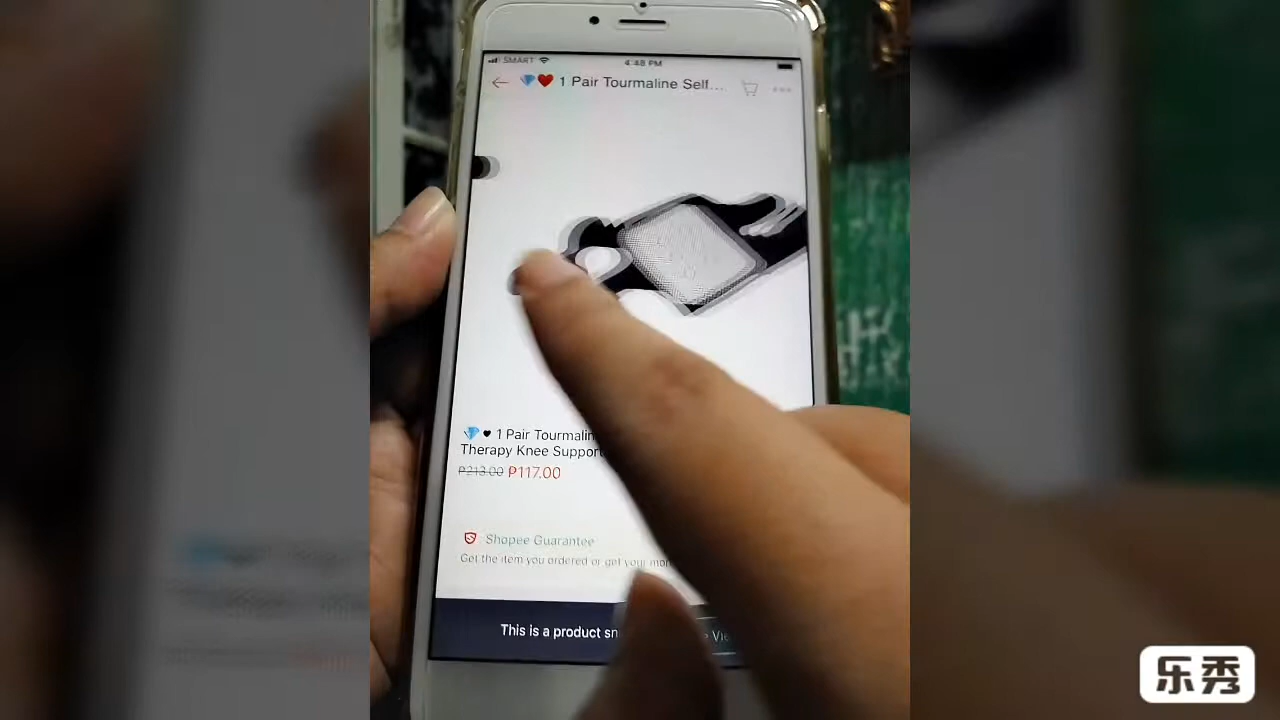 SMART 4:48 PM
1 Pair Tourmaline Self...
1 Pair Tourmalin
Therapy Knee Support
₱213.00 ₱117.00
Shopee Guarantee
Get the item you ordered or get your mon
This is a product sn
乐秀